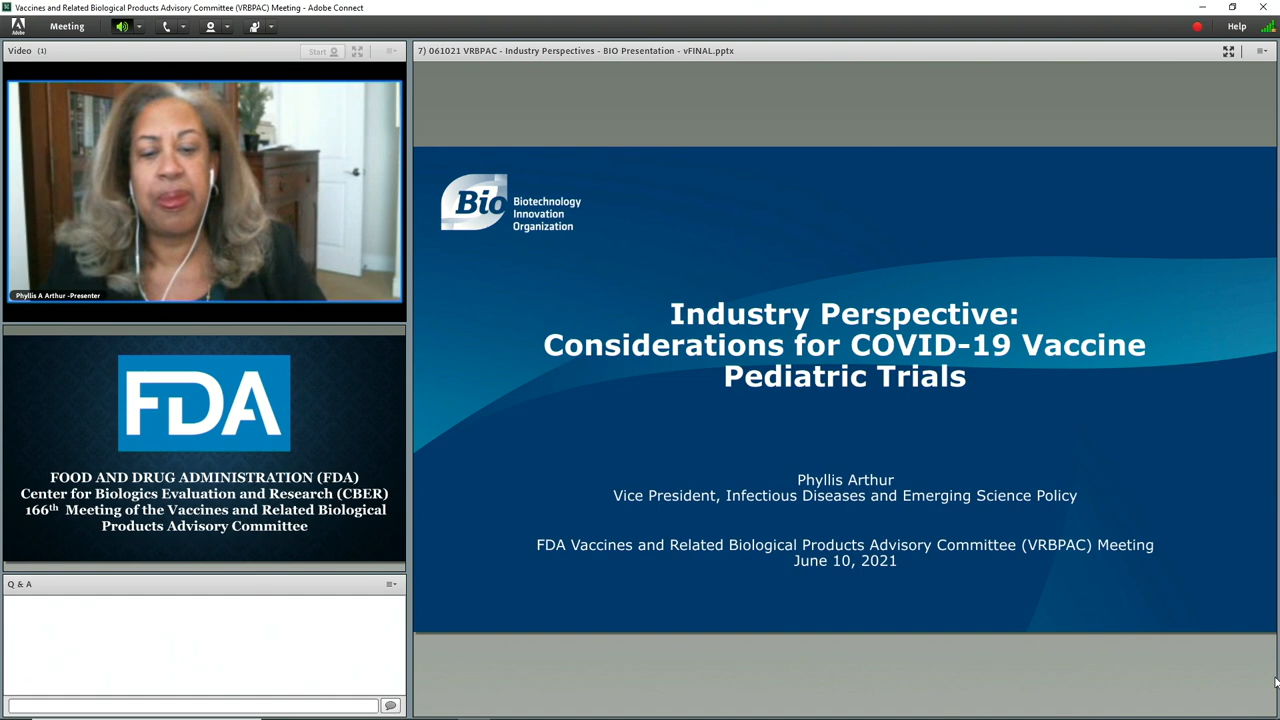 Vaccines and Related Biological Products Advisory Committee (VRBPAC) Meeting - Adobe Connect
Adobe
Meeting
Help
Video (1)
Start
Phyllis A Arthur -Presenter
FDA
FOOD AND DRUG ADMINISTRATION (FDA)
Center for Biologics Evaluation and Research (CBER)
166th Meeting of the Vaccines and Related Biological
Products Advisory Committee
Q & A
7) 061021 VRBPAC - Industry Perspectives - BIO Presentation - vFINAL.pptx
Bio
Biotechnology
Innovation
Organization
Industry Perspective:
Considerations for COVID-19 Vaccine
Pediatric Trials
Phyllis Arthur
Vice President, Infectious Diseases and Emerging Science Policy
FDA Vaccines and Related Biological Products Advisory Committee (VRBPAC) Meeting
June 10, 2021